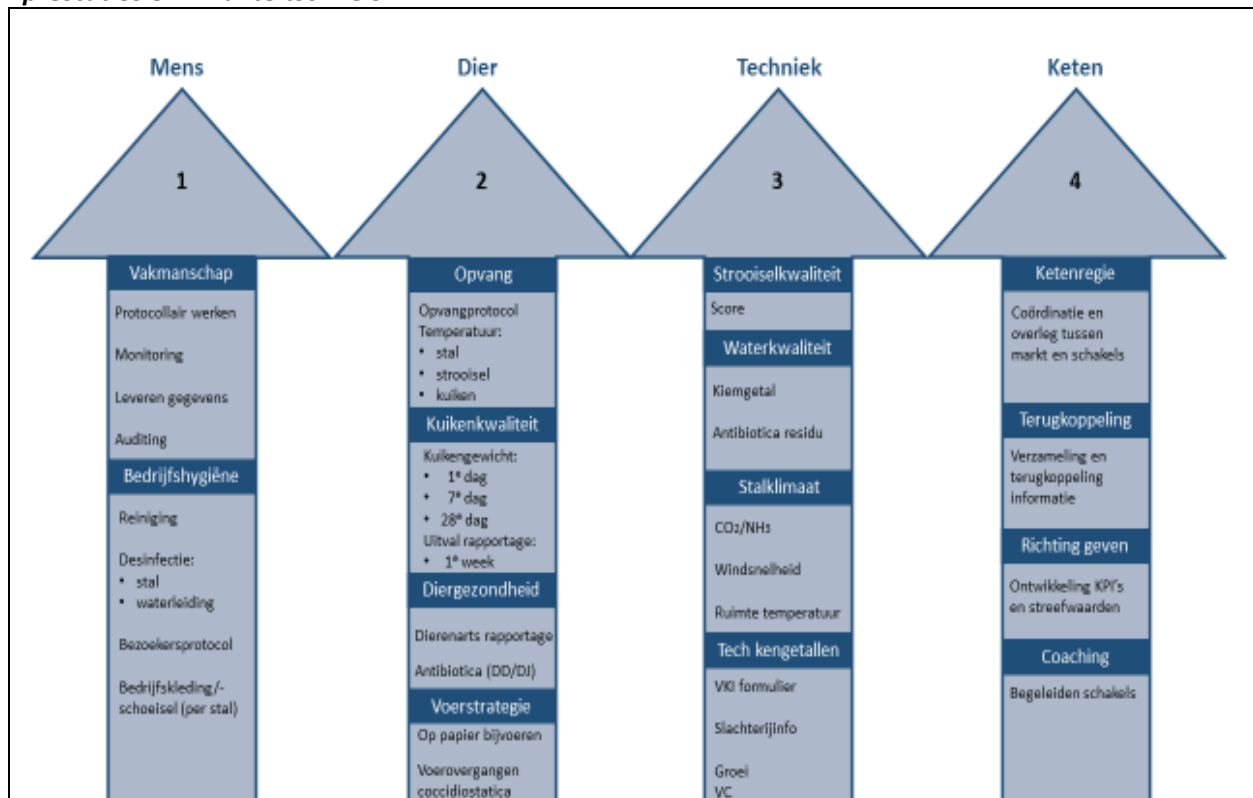 Mens
1
Vakmanschap
Protocollair werken
Monitoring
Leveren gegevens
Auditing
Bedrijfshygiëne
Reiniging
Desinfectie:
• stal
• waterleiding
Bezoekersprotocol
Bedrijfskleding/-
schoeisel (per stal)
Dier
2
Opvang
Opvangprotocol
Temperatuur:
• stal
• strooisel
• kuiken
Kuikenkwaliteit
Kuikengewicht:
• 1e dag
• 7e dag
• 28e dag
Uitval rapportage:
• 1e week
Diergezondheid
Dierenarts rapportage
Antibiotica (DD/DJ)
Voerstrategie
Op papier bijvoeren
Voerovergangen
coccidiostatica
Techniek
3
Strooiselkwaliteit
Score
Waterkwaliteit
Kiemgetal
Antibiotica residu
Stalklimaat
CO2/NH3
Windsnelheid
Ruimte temperatuur
Tech kengetallen
VKI formulier
Slachterijinfo
Groei
VC
Keten
4
Ketenregie
Coördinatie en
overleg tussen
markt en schakels
Terugkoppeling
Verzameling en
terugkoppeling
informatie
Richting geven
Ontwikkeling KPI's
en streefwaarden
Coaching
Begeleiden schakels